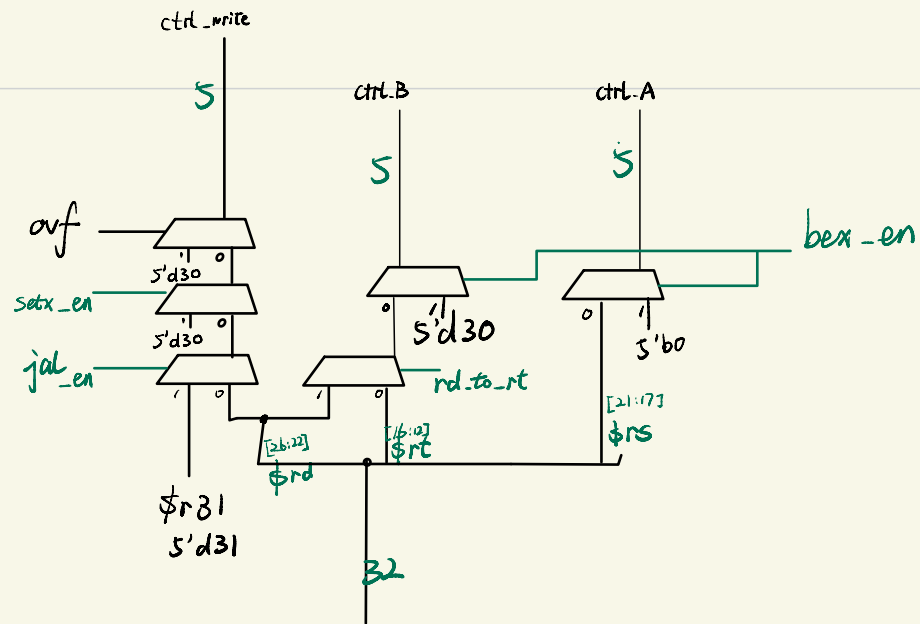 ctrl_write
5
ctrl_B
5
ctrl_A
5
ovf
1
0
5'd30
bex_en
setx_en
1
0
5'd30
0
1
5'd30
0
1
5'b0
jal_en
1
0
1
0
rd_to_rt
[26:22]
$rd
[16:12]
$rt
[21:17]
$rs
$r31
5'd31
32